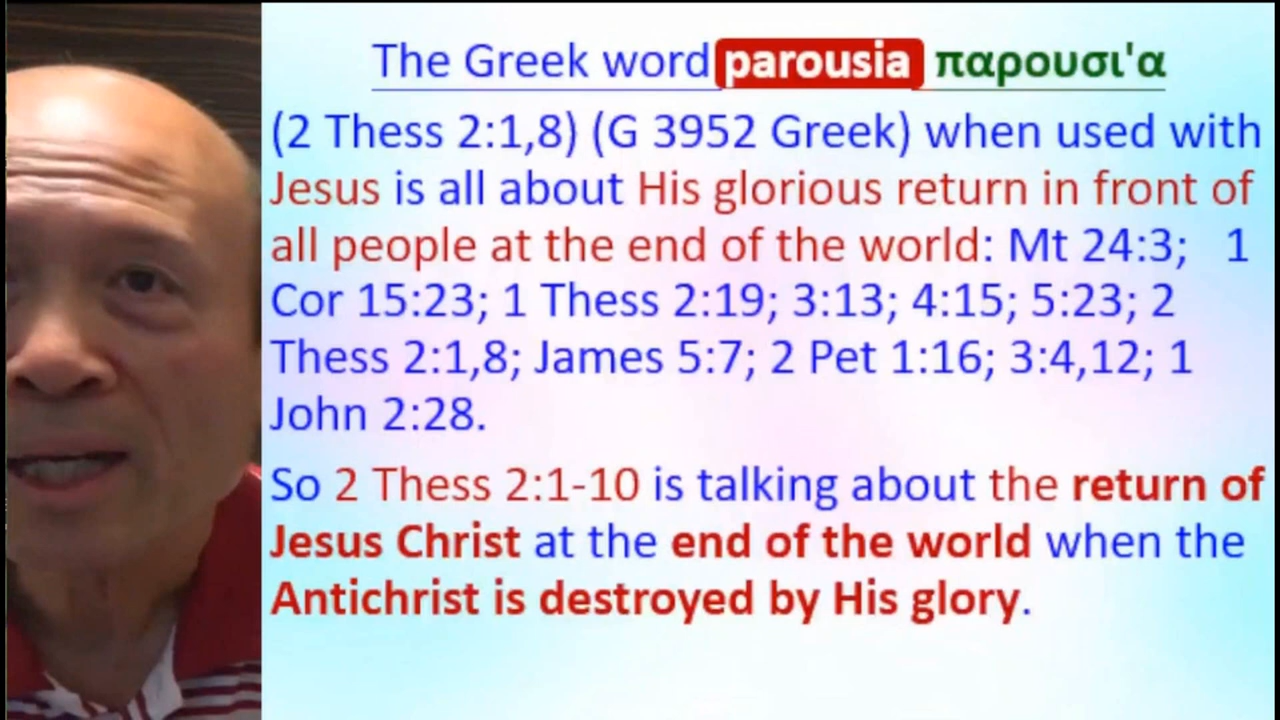 The Greek word parousia παρουσι'α
(2 Thess 2:1,8) (G 3952 Greek) when used with
Jesus is all about His glorious return in front of
all people at the end of the world: Mt 24:3; 1
Cor 15:23; 1 Thess 2:19; 3:13; 4:15; 5:23; 2
Thess 2:1,8; James 5:7; 2 Pet 1:16; 3:4,12; 1
John 2:28.
So 2 Thess 2:1-10 is talking about the return of
Jesus Christ at the end of the world when the
Antichrist is destroyed by His glory.